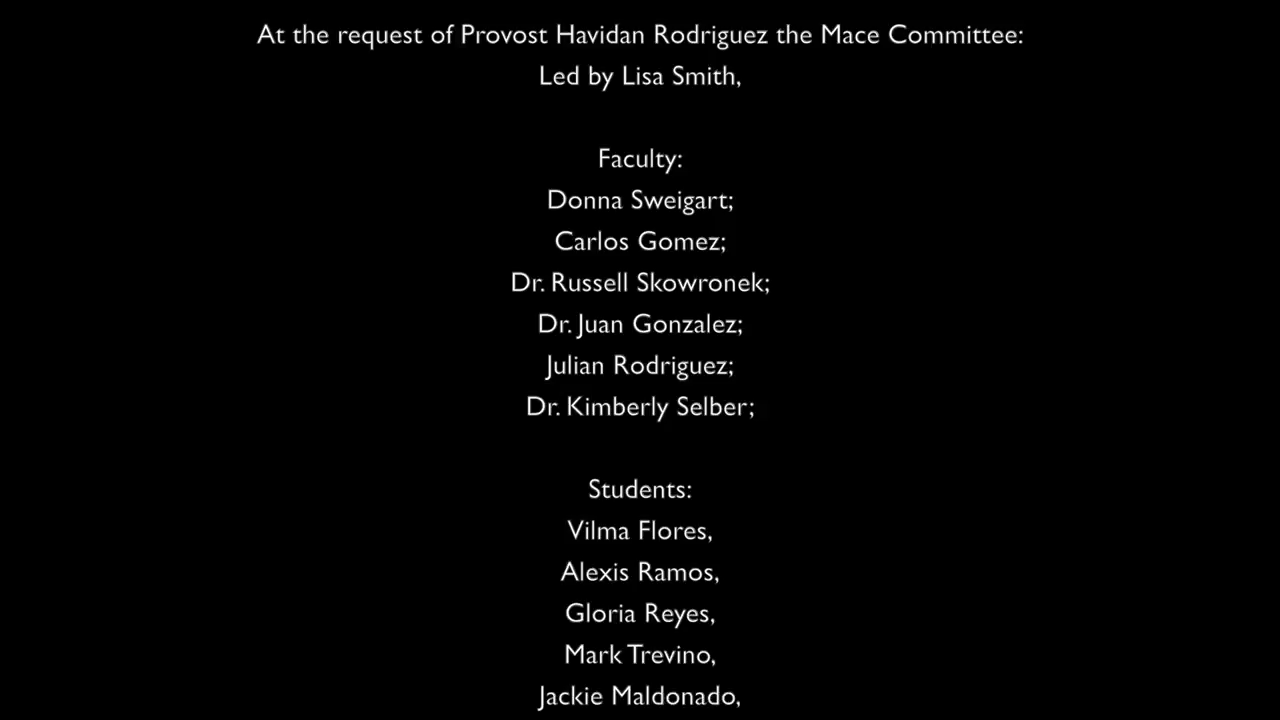 At the request of Provost Havidan Rodriguez the Mace Committee:
Led by Lisa Smith,
Faculty:
Donna Sweigart;
Carlos Gomez;
Dr. Russell Skowronek;
Dr. Juan Gonzalez;
Julian Rodriguez;
Dr. Kimberly Selber;
Students:
Vilma Flores,
Alexis Ramos,
Gloria Reyes,
Mark Trevino,
Jackie Maldonado,